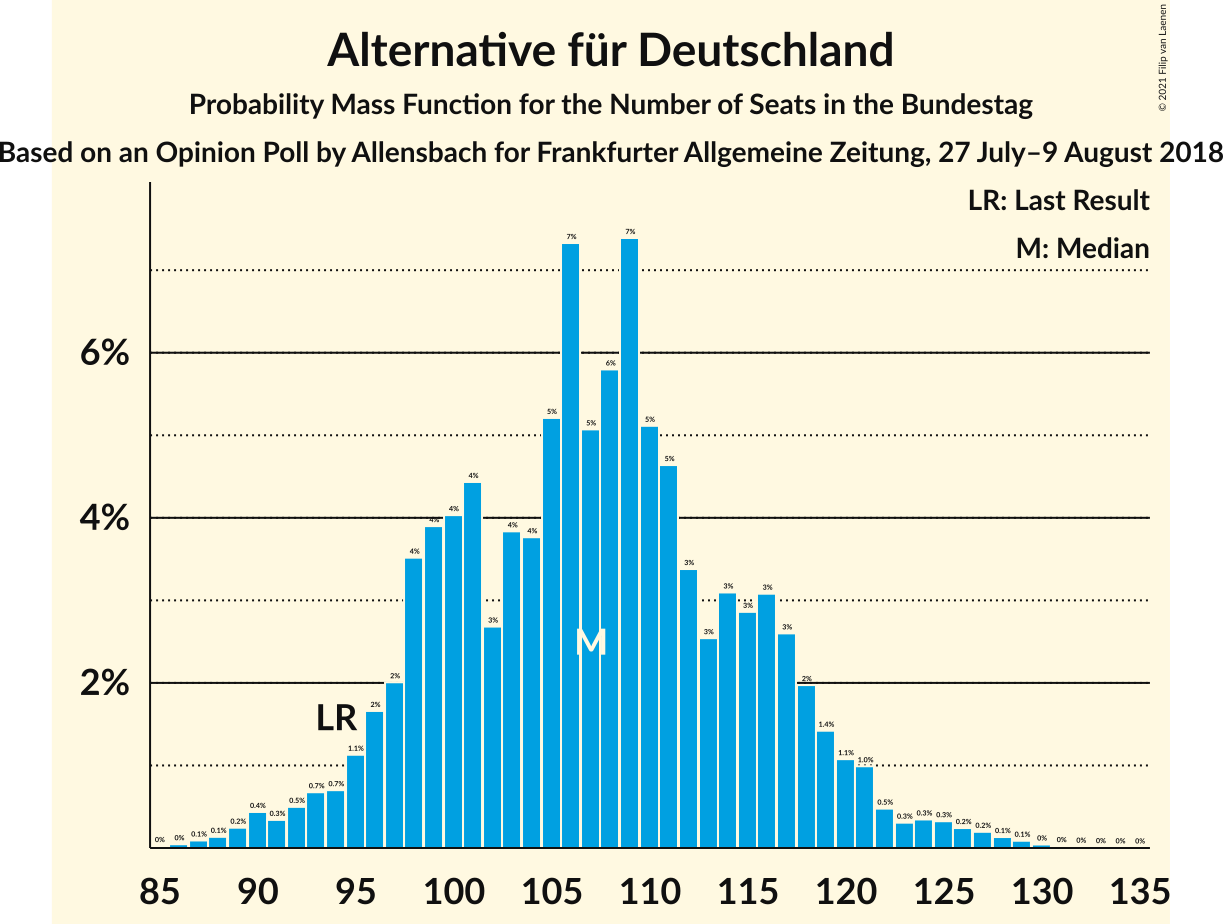 Alternative für Deutschland
Probability Mass Function for the Number of Seats in the Bundestag
Based on an Opinion Poll by Allensbach for Frankfurter Allgemeine Zeitung, 27 July–9 August 2018
© 2021 Filip van Laenen
LR: Last Result
M: Median
6%
4%
2%
0% 0% 0.1% 0.1% 0.2% 0.4% 0.3% 0.5% 0.7% 0.7% 1.1% 2% 2% 4% 4% 4% 4% 3% 4% 4% 5% 7% 5% 6% 7% 5% 5% 3% 3% 3% 3% 3% 3% 2% 1.4% 1.1% 1.0% 0.5% 0.3% 0.3% 0.3% 0.2% 0.2% 0.1% 0.1% 0% 0% 0% 0% 0% 0%
M
LR
85 90 95 100 105 110 115 120 125 130 135